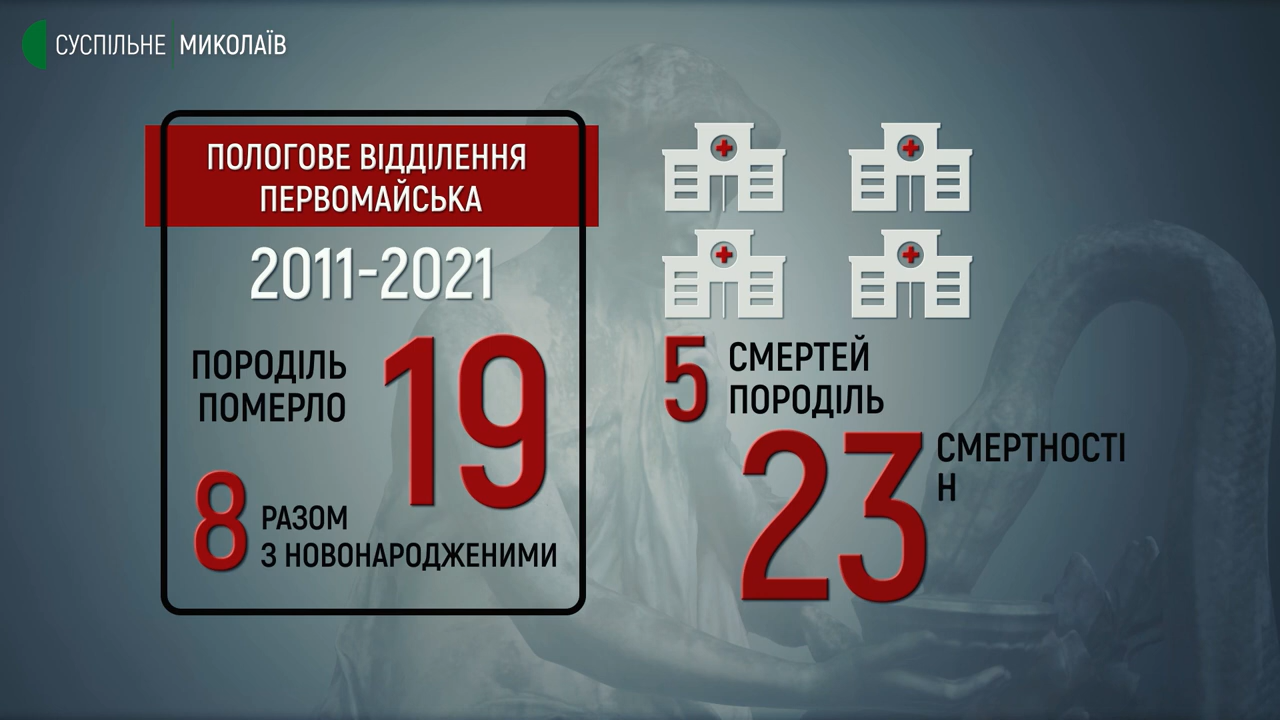 СУСПІЛЬНЕ МИКОЛАЇВ
ПОЛОГОВЕ ВІДДІЛЕННЯ
ПЕРВОМАЙСЬКА
2011-2021
ПОРОДІЛЬ
ПОМЕРЛО
19
8
РАЗОМ
З НОВОНАРОДЖЕНИМИ
5
СМЕРТЕЙ
ПОРОДІЛЬ
23
СМЕРТНОСТІ
Н